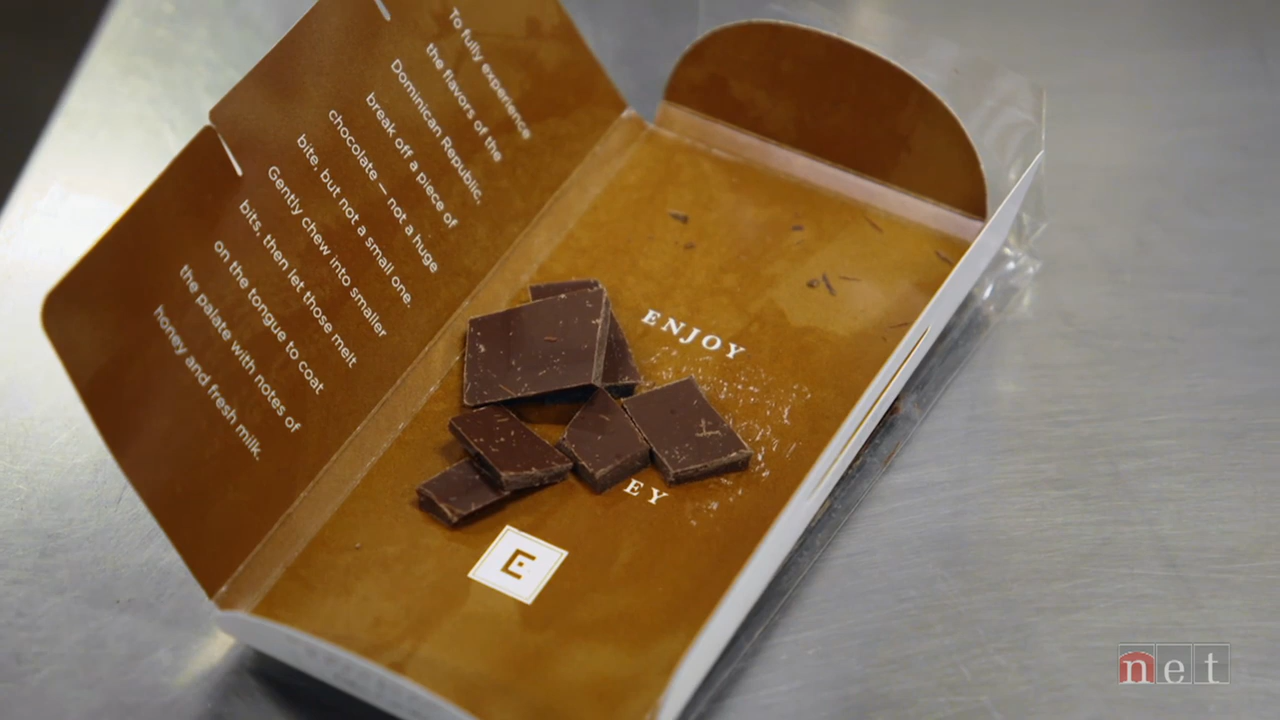 To fully experience
the flavors of the
Dominican Republic,
break off a piece of
chocolate — not a huge
bite, but not a small one.
Gently chew into smaller
bits, then let those melt
on the tongue to coat
the palate with notes of
honey and fresh milk.
ENJOY
EY
E
net